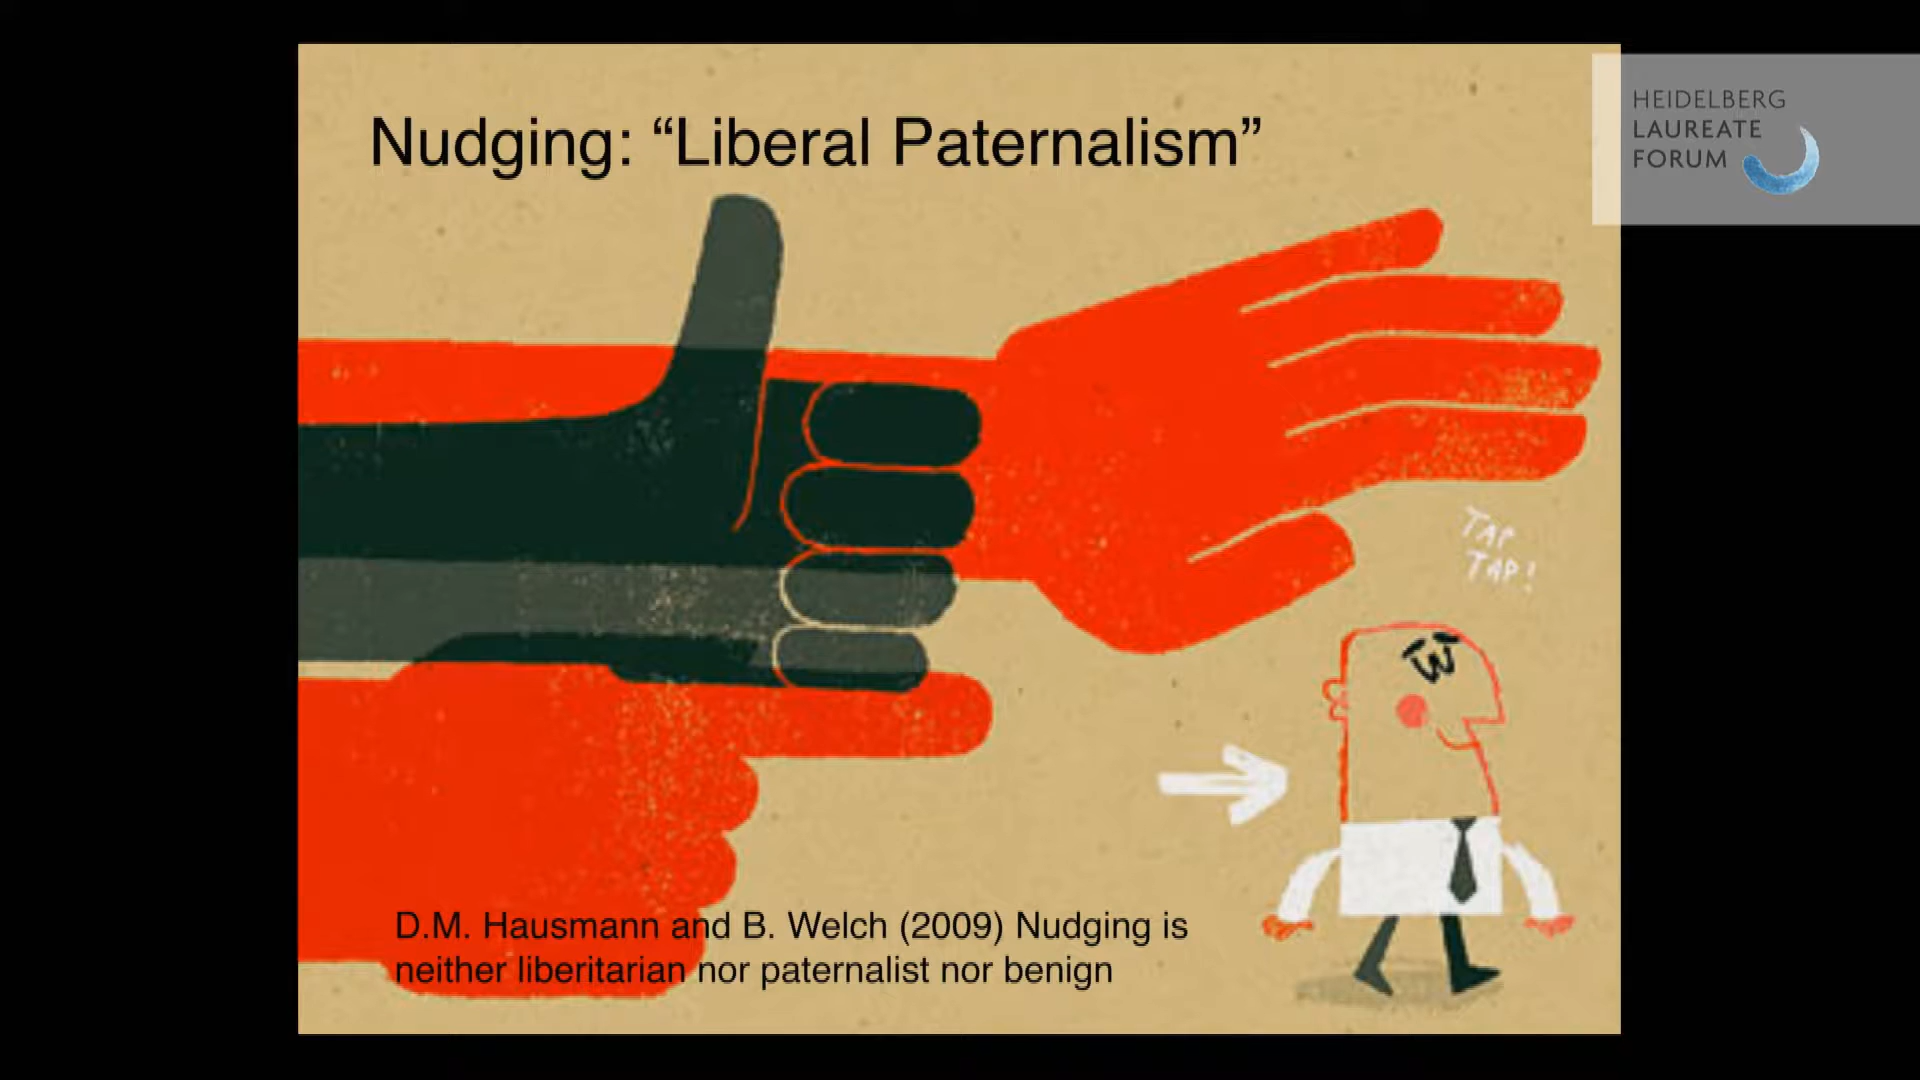 Nudging: “Liberal Paternalism”
HEIDELBERG
LAUREATE
FORUM
TAP
TAP!
D.M. Hausmann and B. Welch (2009) Nudging is
neither liberitarian nor paternalist nor benign